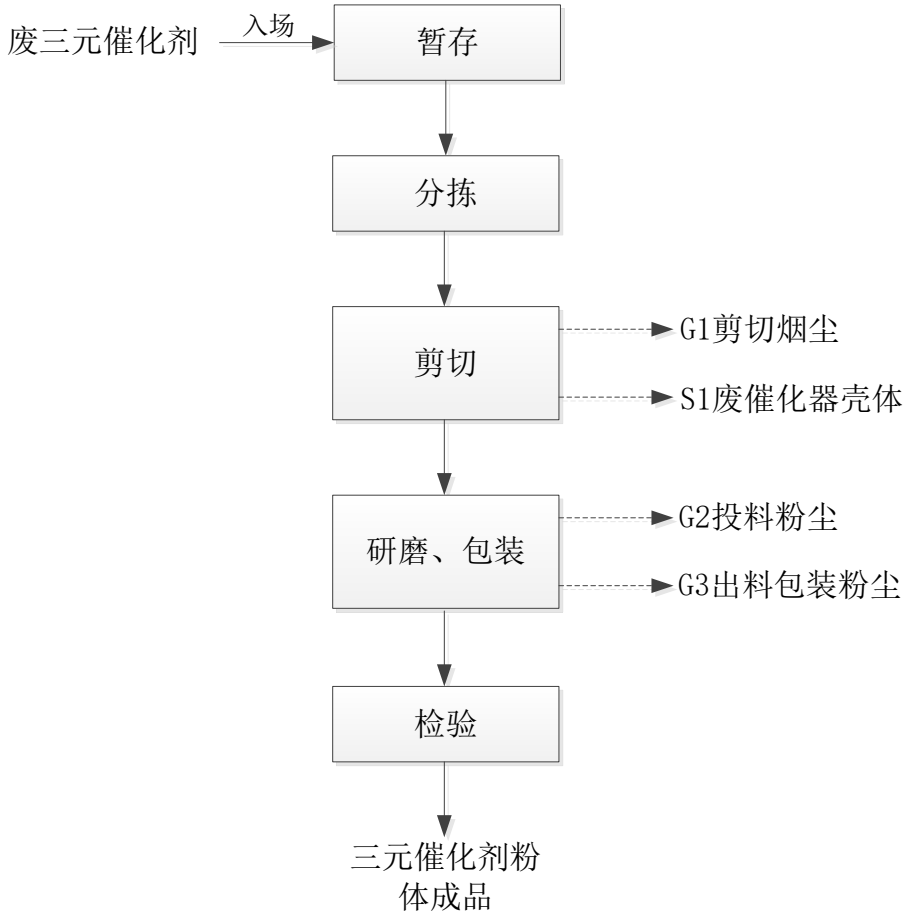 废三元催化剂
入场
暂存
分拣
剪切
G1剪切烟尘
S1废催化器壳体
研磨、包装
G2投料粉尘
G3出料包装粉尘
检验
三元催化剂粉
体成品